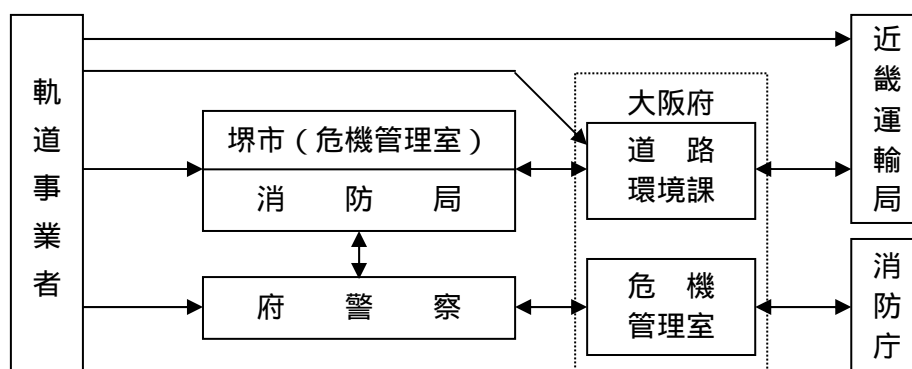 軌道事業者
堺市（危機管理室）
消防局
府警察
大阪府
道路
環境課
危機
管理室
近畿運輸局
消防庁